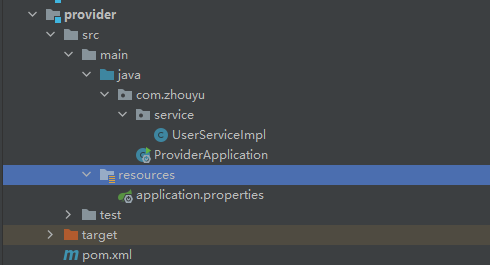 provider
src
main
java
com.zhouyu
service
UserServiceImpl
ProviderApplication
resources
application.properties
test
target
pom.xml